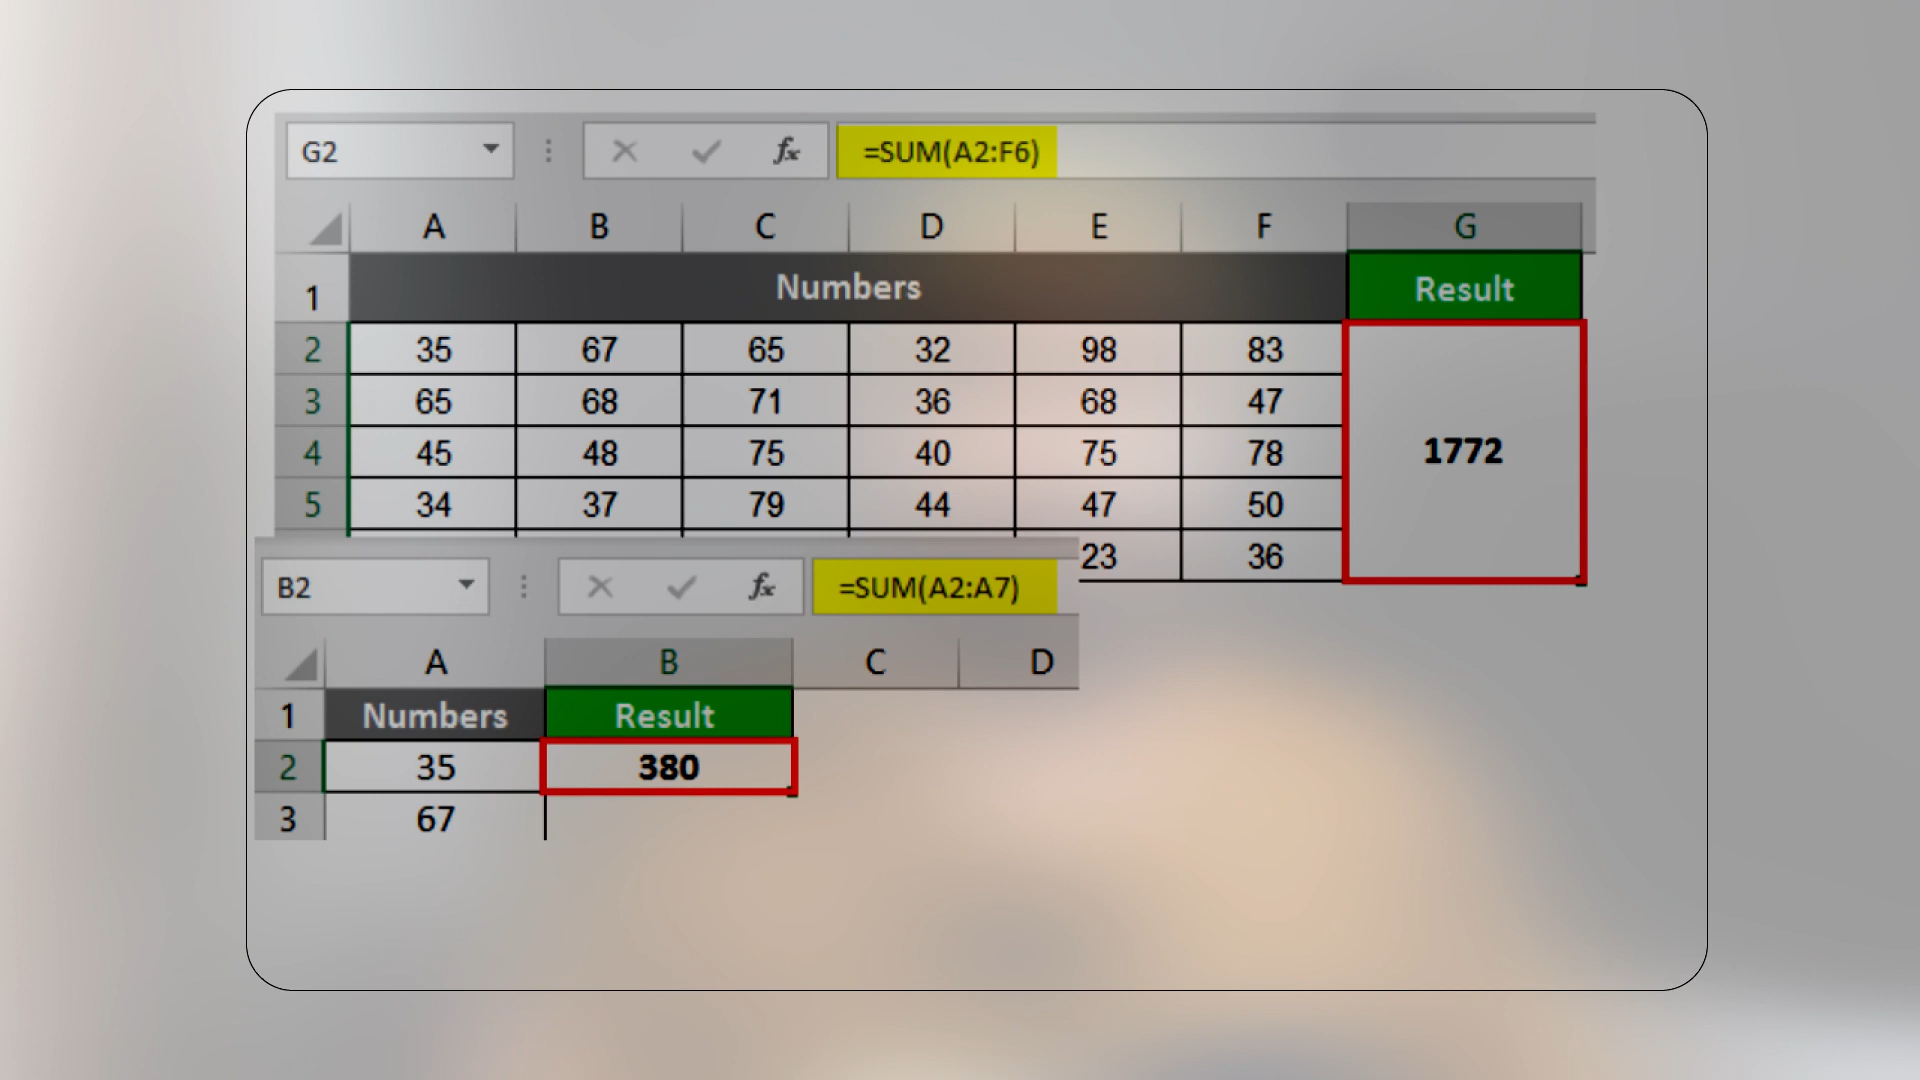 G2 fx =SUM(A2:F6)
A B C D E F G
1 Numbers Result
2 35 67 65 32 98 83
3 65 68 71 36 68 47
4 45 48 75 40 75 78
1772
5 34 37 79 44 47 50
23 36
B2 fx =SUM(A2:A7)
A B C D
1 Numbers Result
2 35 380
3 67